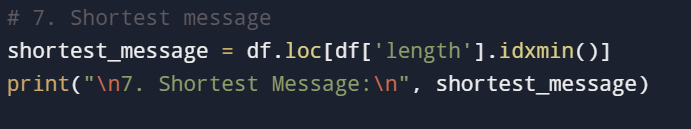 # 7. Shortest message
shortest_message = df.loc[df['length'].idxmin()]
print("\n7. Shortest Message:\n", shortest_message)